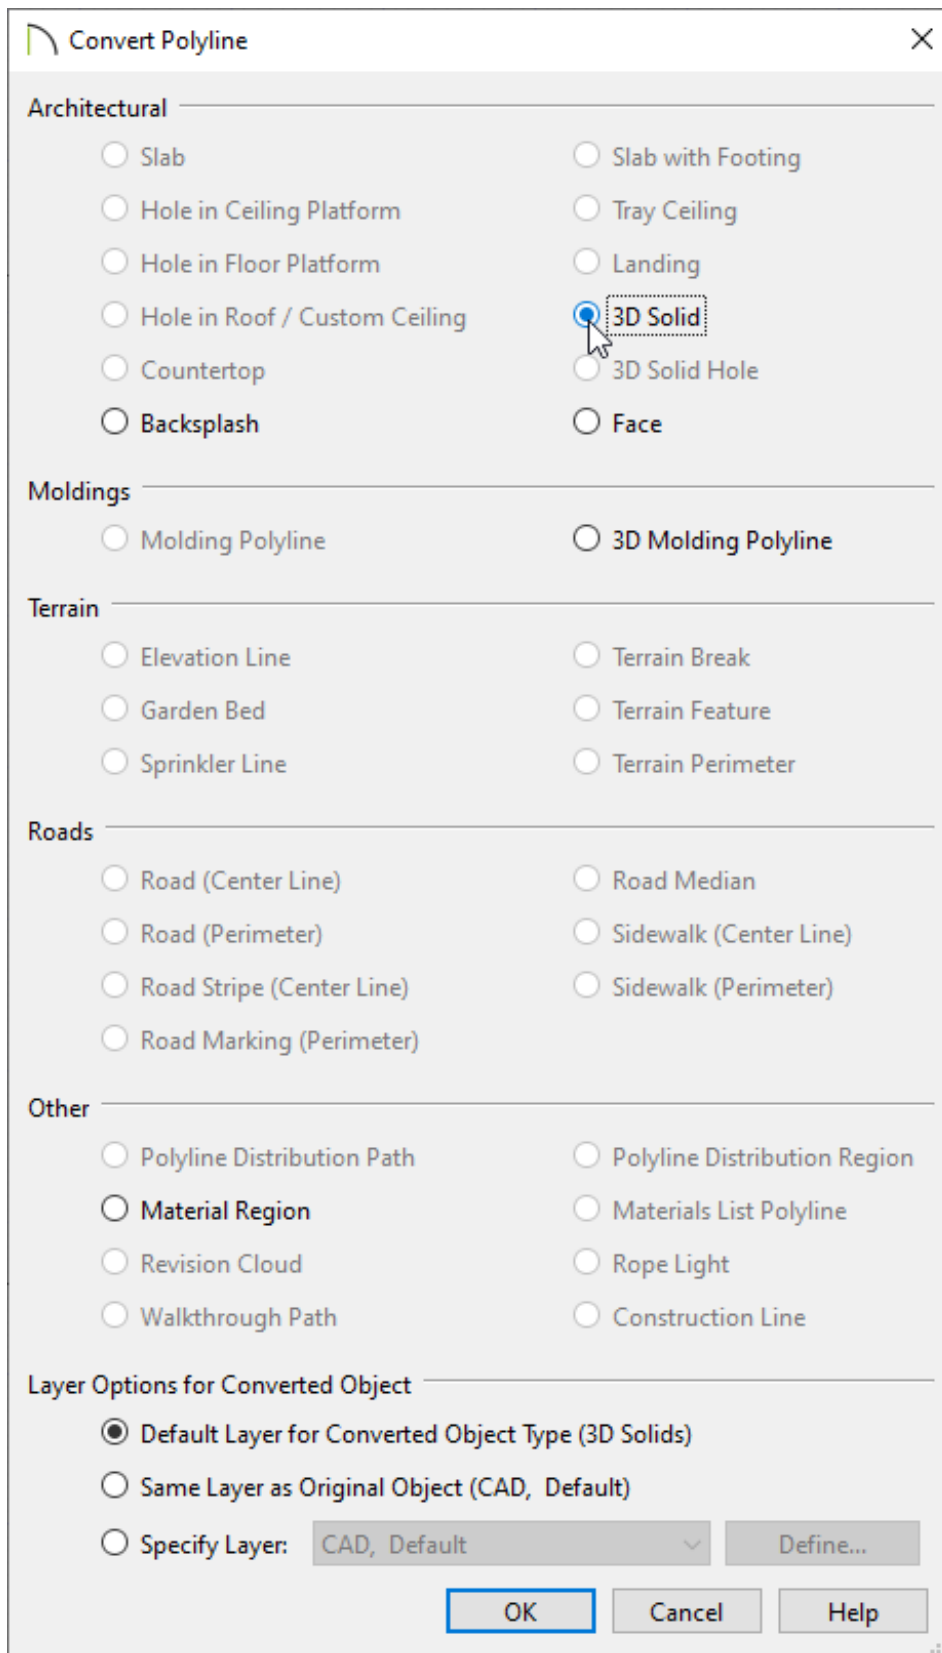 Convert Polyline
Architectural
Slab
Slab with Footing
Hole in Ceiling Platform
Tray Ceiling
Hole in Floor Platform
Landing
Hole in Roof / Custom Ceiling
3D Solid
Countertop
3D Solid Hole
Backsplash
Face
Moldings
Molding Polyline
3D Molding Polyline
Terrain
Elevation Line
Terrain Break
Garden Bed
Terrain Feature
Sprinkler Line
Terrain Perimeter
Roads
Road (Center Line)
Road Median
Road (Perimeter)
Sidewalk (Center Line)
Road Stripe (Center Line)
Sidewalk (Perimeter)
Road Marking (Perimeter)
Other
Polyline Distribution Path
Polyline Distribution Region
Material Region
Materials List Polyline
Revision Cloud
Rope Light
Walkthrough Path
Construction Line
Layer Options for Converted Object
Default Layer for Converted Object Type (3D Solids)
Same Layer as Original Object (CAD,  Default)
Specify Layer:
CAD,  Default
Define...
OK
Cancel
Help